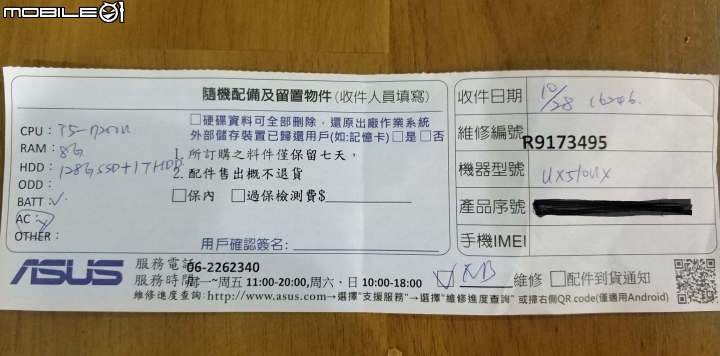 MOBILE01
隨機配備及留置物件(收件人員填寫)
CPU: I5-7200U
RAM: 8G
HDD: 128G SSD+1THDD
ODD:
BATT:
AC:
OTHER:
□硬碟資料可全部刪除，還原出廠作業系統
外部儲存裝置已歸還用戶(如:記憶卡)□是□否
1. 所訂購之料件僅保留七天，
2. 配件售出概不退貨
□保內 □過保檢測費$
用戶確認簽名:
收件日期 10/28
維修編號 R9173495
機器型號 UX510UX
產品序號
手機IMEI
ASUS
服務電話 06-2262340
服務時間:周一~周五 11:00-20:00,周六、日 10:00-18:00
NB 維修 □配件到貨通知
維修進度查詢:http://www.asus.com→選擇"支援服務"→選擇"維修進度查詢" 或掃右側QR code(僅適用Android)